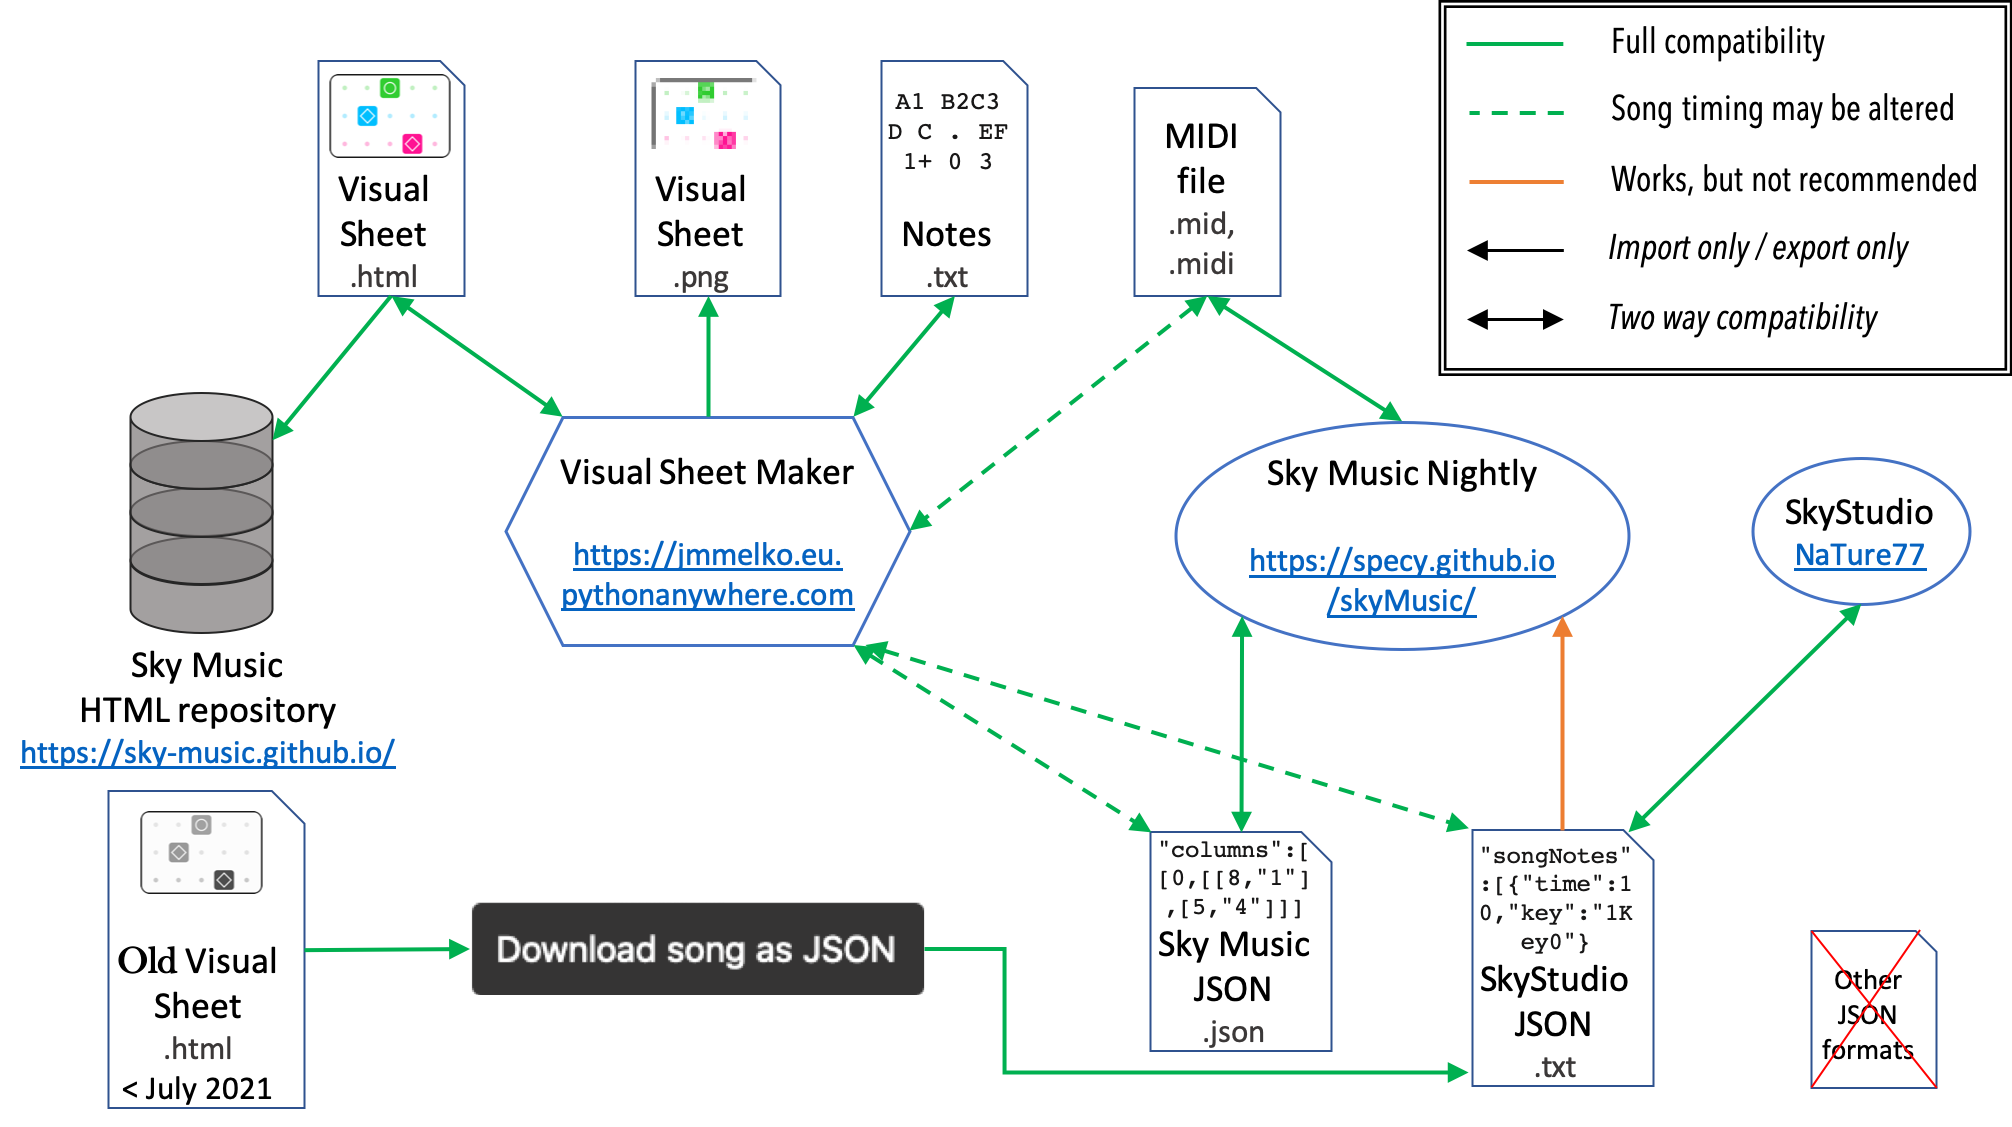 Full compatibility
Song timing may be altered
Works, but not recommended
Import only / export only
Two way compatibility
Visual
Sheet
.html
Visual
Sheet
.png
A1 B2C3
D C . EF
1+ 0 3
Notes
.txt
MIDI
file
.mid,
.midi
Sky Music
HTML repository
https://sky-music.github.io/
Visual Sheet Maker
https://jmmelko.eu.
pythonanywhere.com
Sky Music Nightly
https://specy.github.io
/skyMusic/
SkyStudio
NaTure77
Old Visual
Sheet
.html
< July 2021
Download song as JSON
"columns":[
[0,[[8,"1"]
,[5,"4"]]]
Sky Music
JSON
.json
"songNotes"
:[{"time":1
0,"key":"1K
ey0"}
SkyStudio
JSON
.txt
Other
JSON
formats